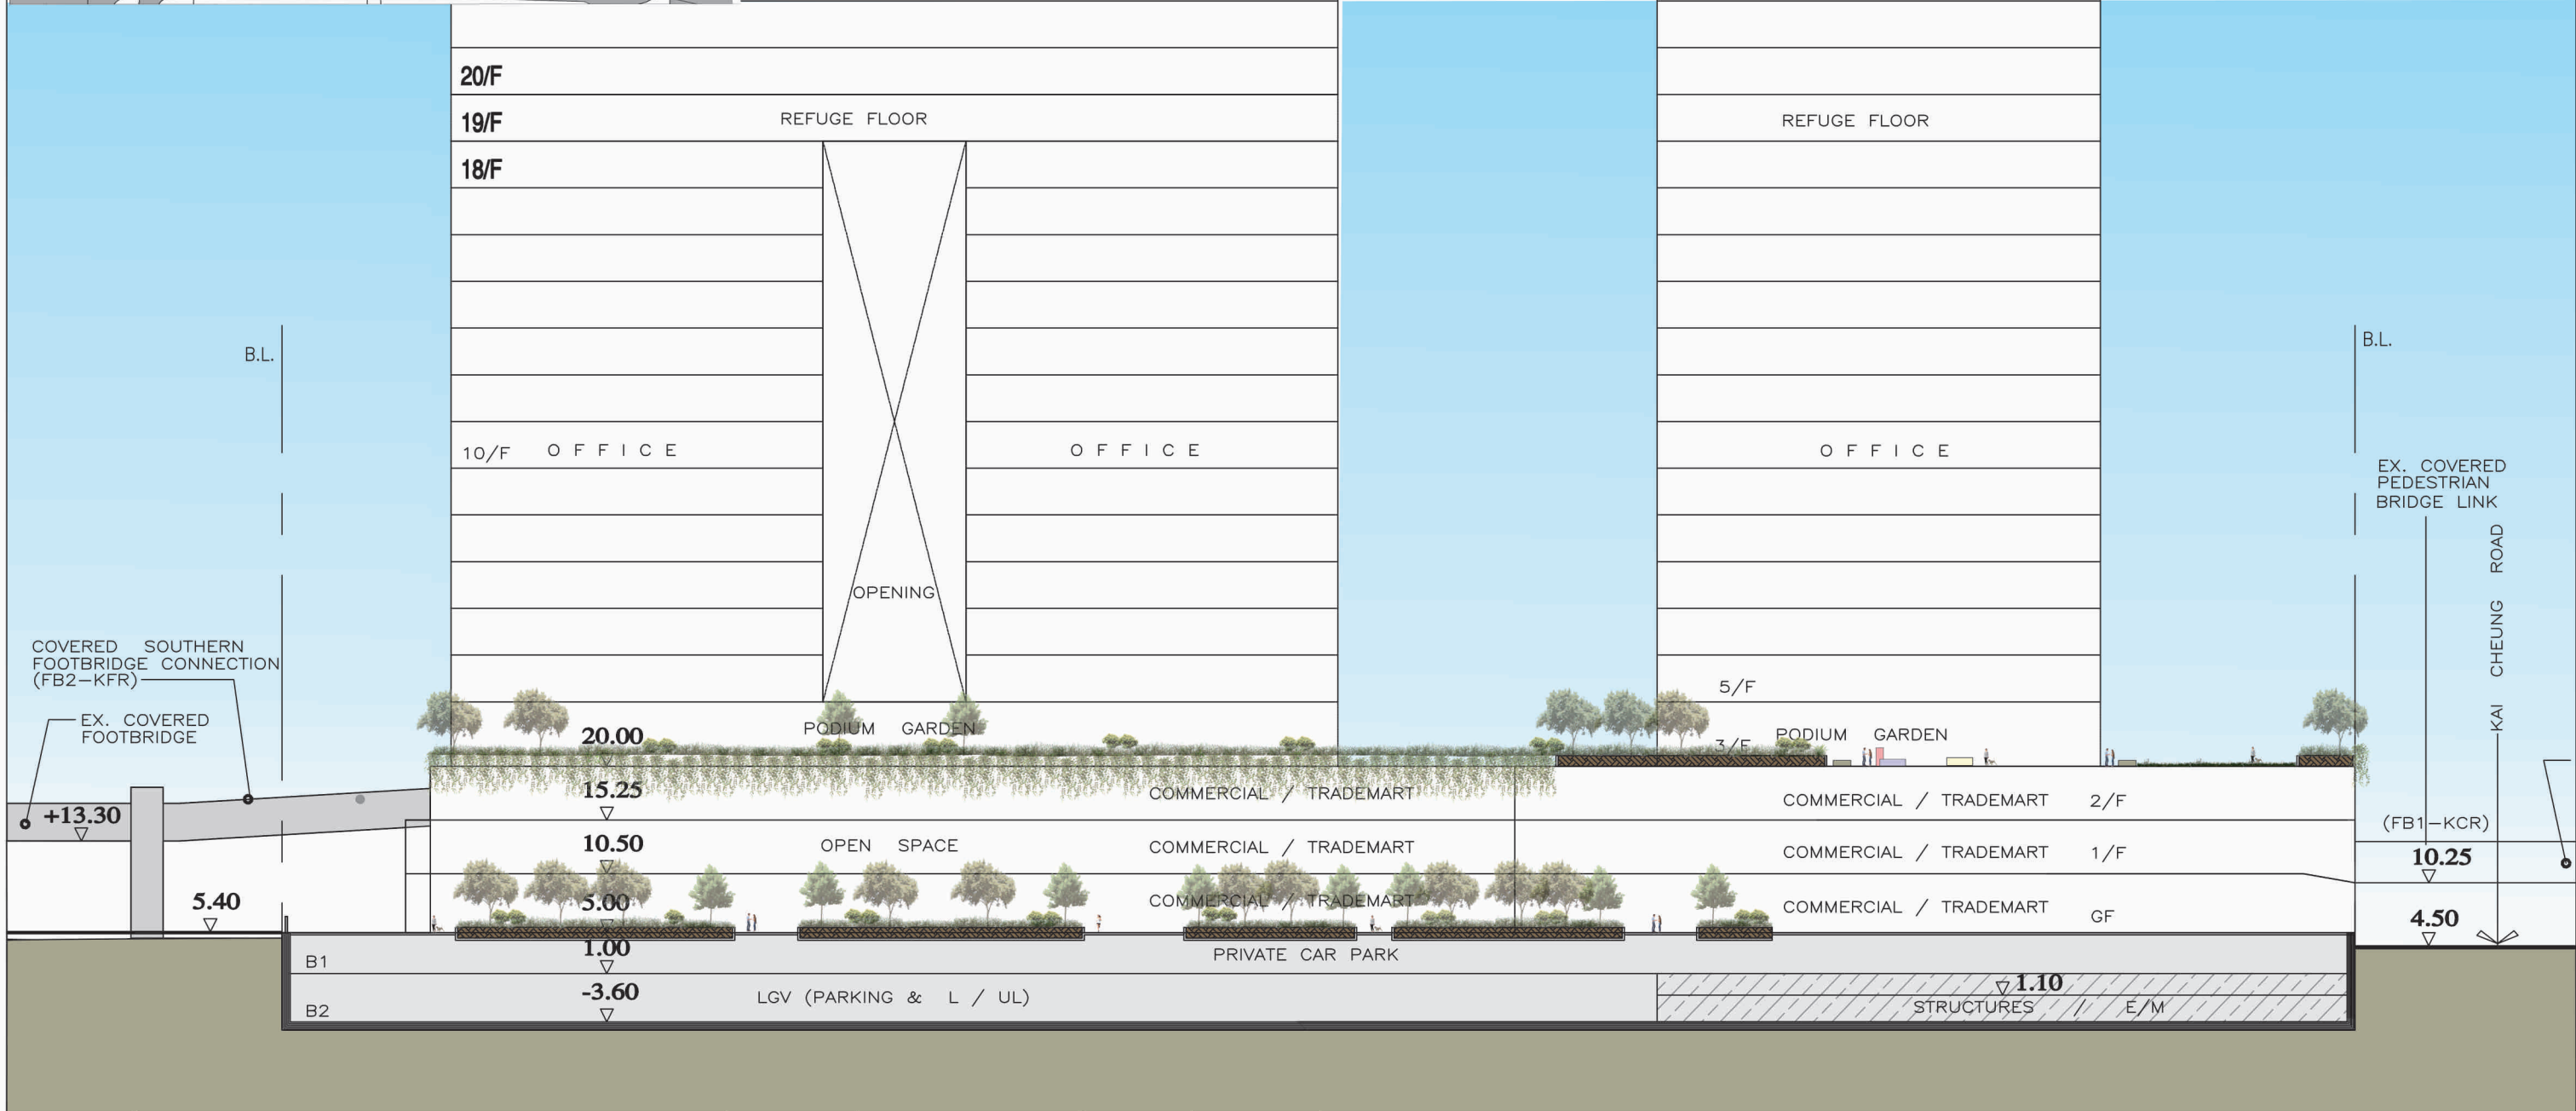 20/F
19/F REFUGE FLOOR REFUGE FLOOR
18/F
B.L. B.L.
10/F OFFICE OFFICE OFFICE
EX. COVERED
PEDESTRIAN
BRIDGE LINK
KAI CHEUNG ROAD
OPENING
COVERED SOUTHERN
FOOTBRIDGE CONNECTION
(FB2-KFR)
EX. COVERED
FOOTBRIDGE
5/F
20.00 PODIUM GARDEN 3/F PODIUM GARDEN
15.25 COMMERCIAL / TRADEMART COMMERCIAL / TRADEMART 2/F
+13.30 (FB1-KCR)
10.50 OPEN SPACE COMMERCIAL / TRADEMART COMMERCIAL / TRADEMART 1/F 10.25
5.40 5.00 COMMERCIAL / TRADEMART COMMERCIAL / TRADEMART GF 4.50
B1 1.00 PRIVATE CAR PARK
-3.60 LGV (PARKING & L / UL) 1.10
B2 STRUCTURES / E/M